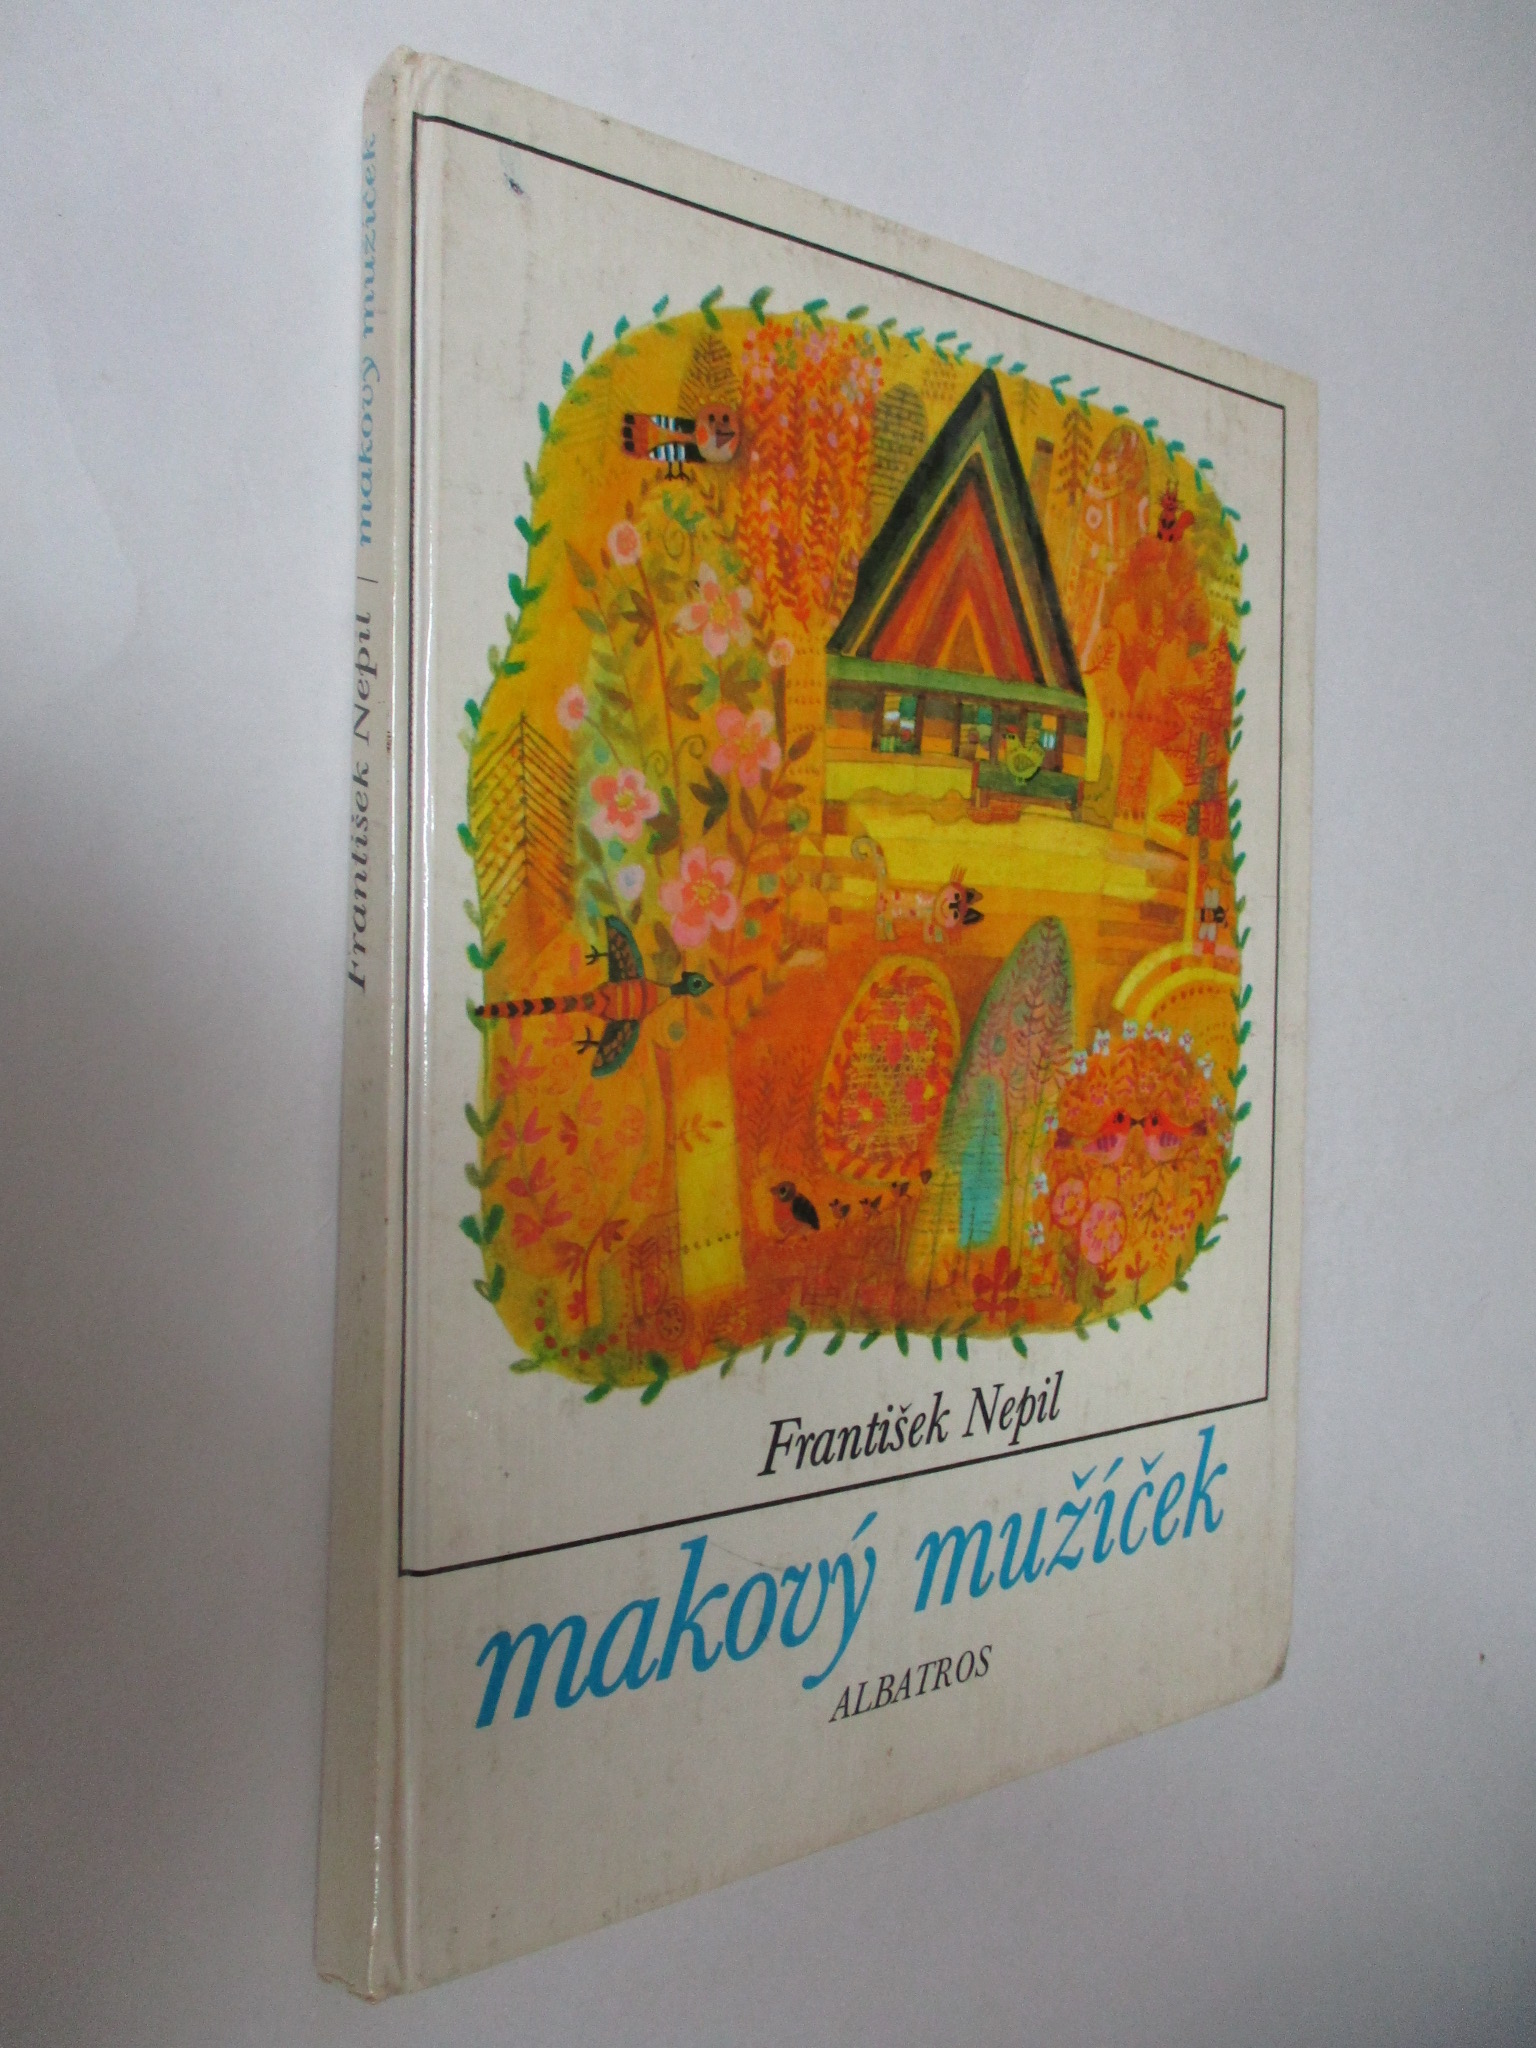 František Nepil | makový mužíček
František Nepil
makový mužíček
ALBATROS